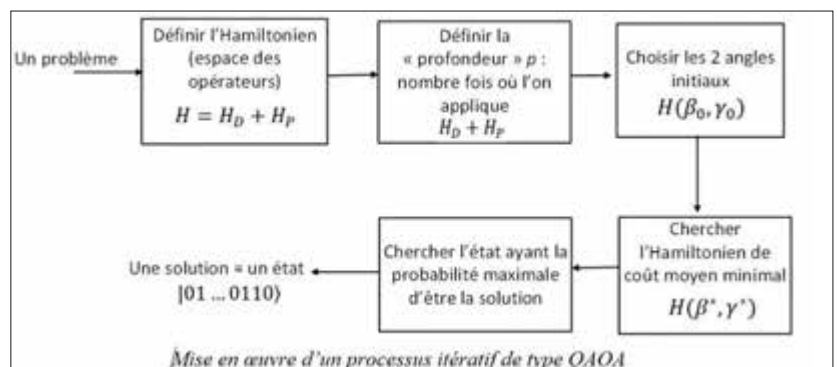 Un problème
Définir l'Hamiltonien
(espace des
opérateurs)
H = H_D + H_P
Définir la
« profondeur » p :
nombre fois où l'on
applique
H_D + H_P
Choisir les 2 angles
initiaux
H(β₀, γ₀)
Chercher
l'Hamiltonien de
coût moyen minimal
H(β*, γ*)
Chercher l'état ayant la
probabilité maximale
d'être la solution
Une solution = un état
|01 … 0110⟩
Mise en œuvre d'un processus itératif de type QAOA